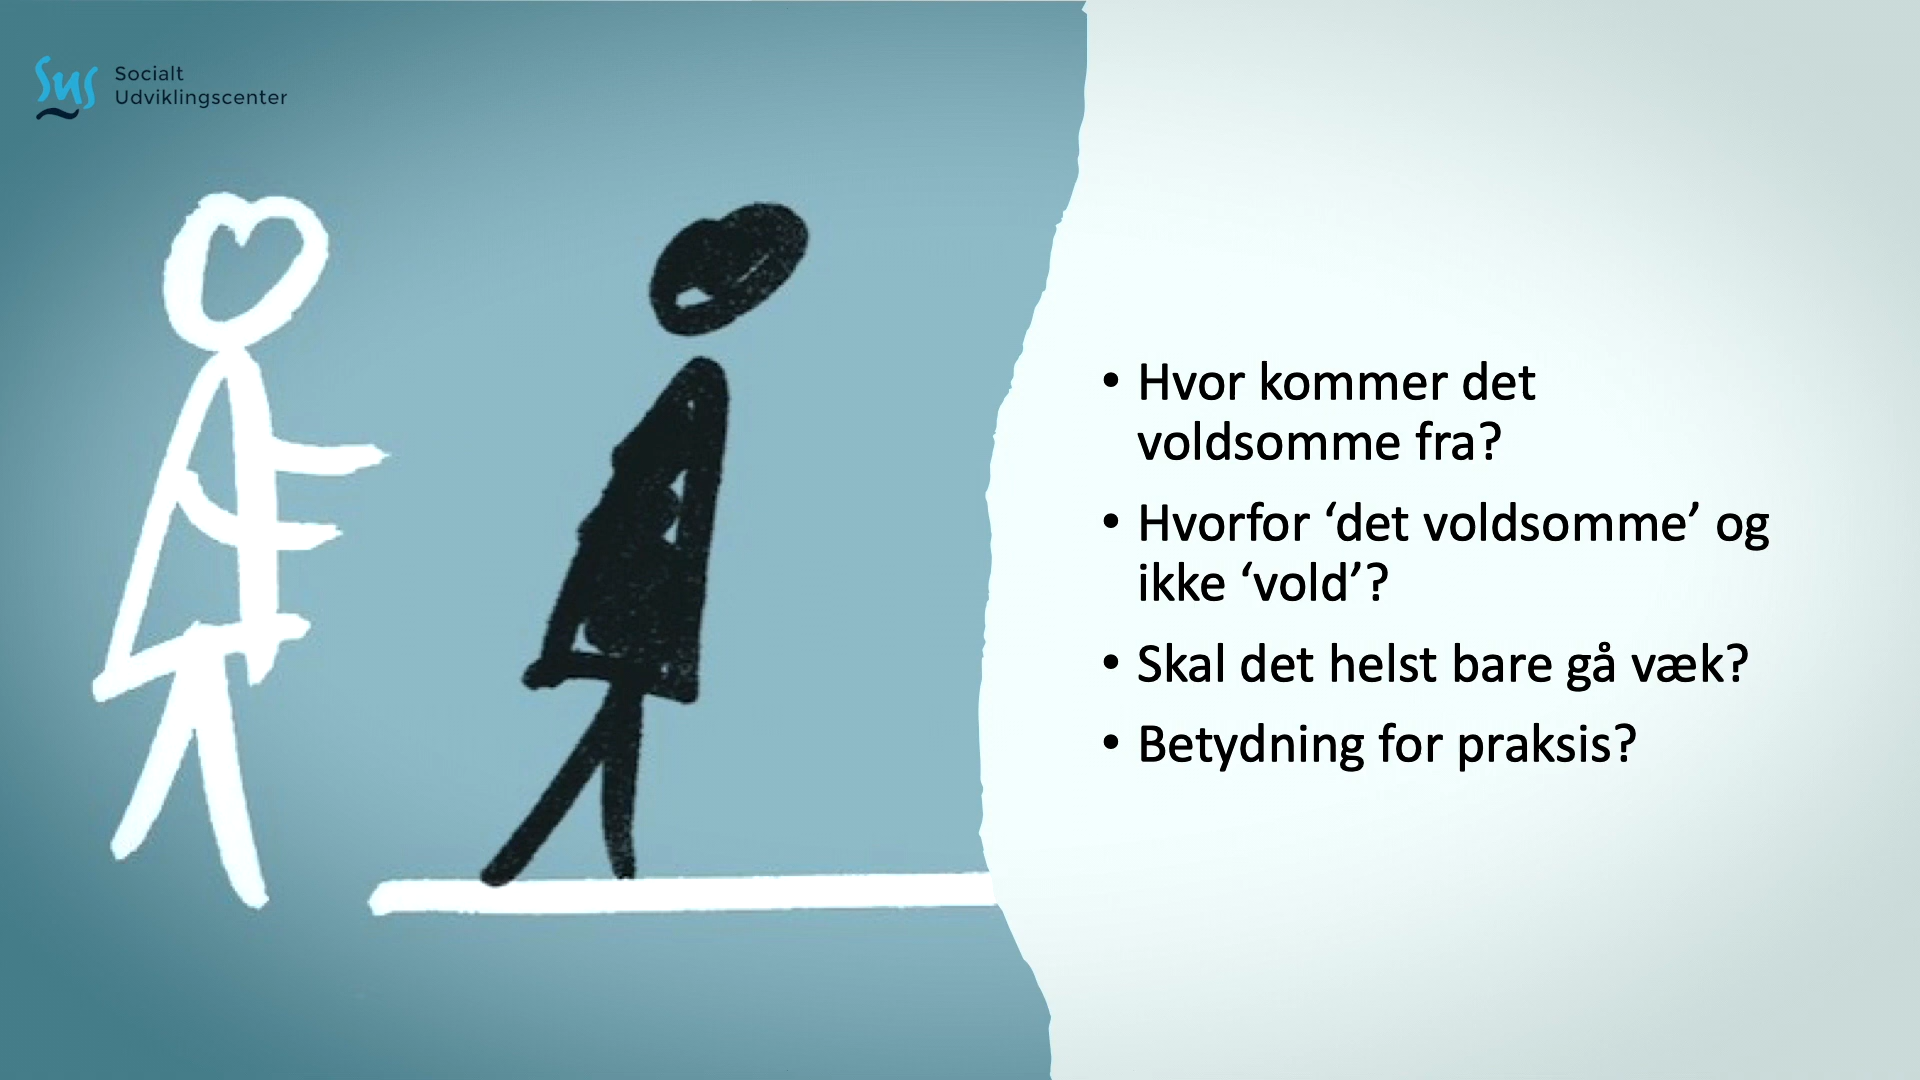 Sus
Socialt
Udviklingscenter
• Hvor kommer det
voldsomme fra?
• Hvorfor ‘det voldsomme’ og
ikke ‘vold’?
• Skal det helst bare gå væk?
• Betydning for praksis?